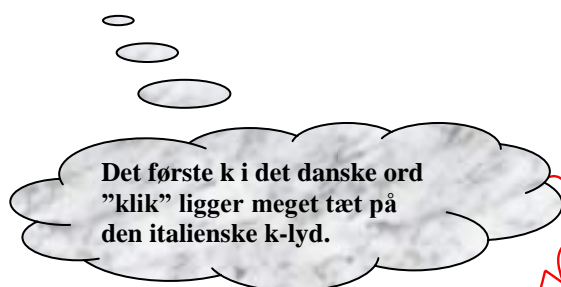 Det første k i det danske ord
”klik” ligger meget tæt på
den italienske k-lyd.